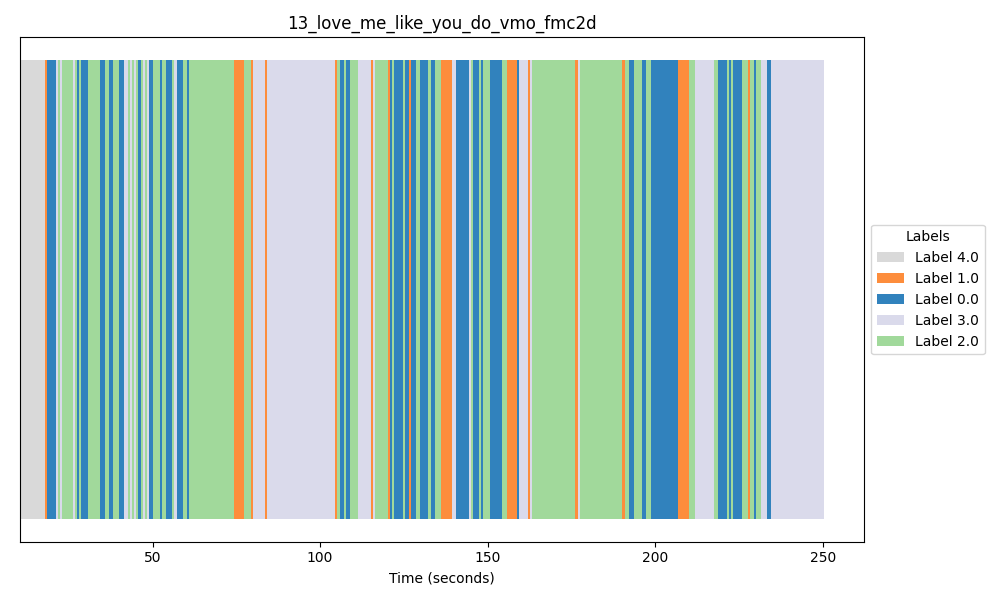 13_love_me_like_you_do_vmo_fmc2d
Labels
Label 4.0
Label 1.0
Label 0.0
Label 3.0
Label 2.0
50 100 150 200 250
Time (seconds)